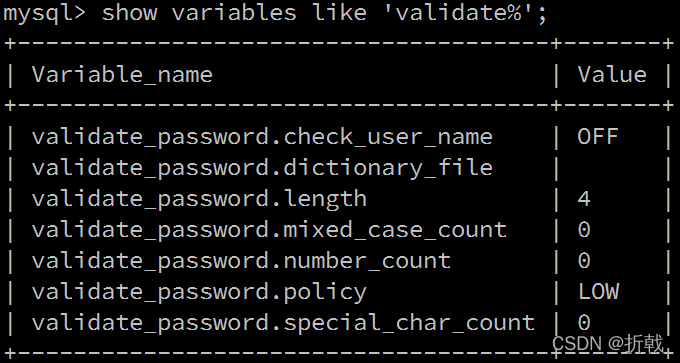 mysql> show variables like 'validate%';
+--------------------------------------+-------+
| Variable_name                        | Value |
+--------------------------------------+-------+
| validate_password.check_user_name    | OFF   |
| validate_password.dictionary_file    |       |
| validate_password.length             | 4     |
| validate_password.mixed_case_count   | 0     |
| validate_password.number_count       | 0     |
| validate_password.policy             | LOW   |
| validate_password.special_char_count | 0     |
+--------------------------------------+-------+
CSDN @折戟